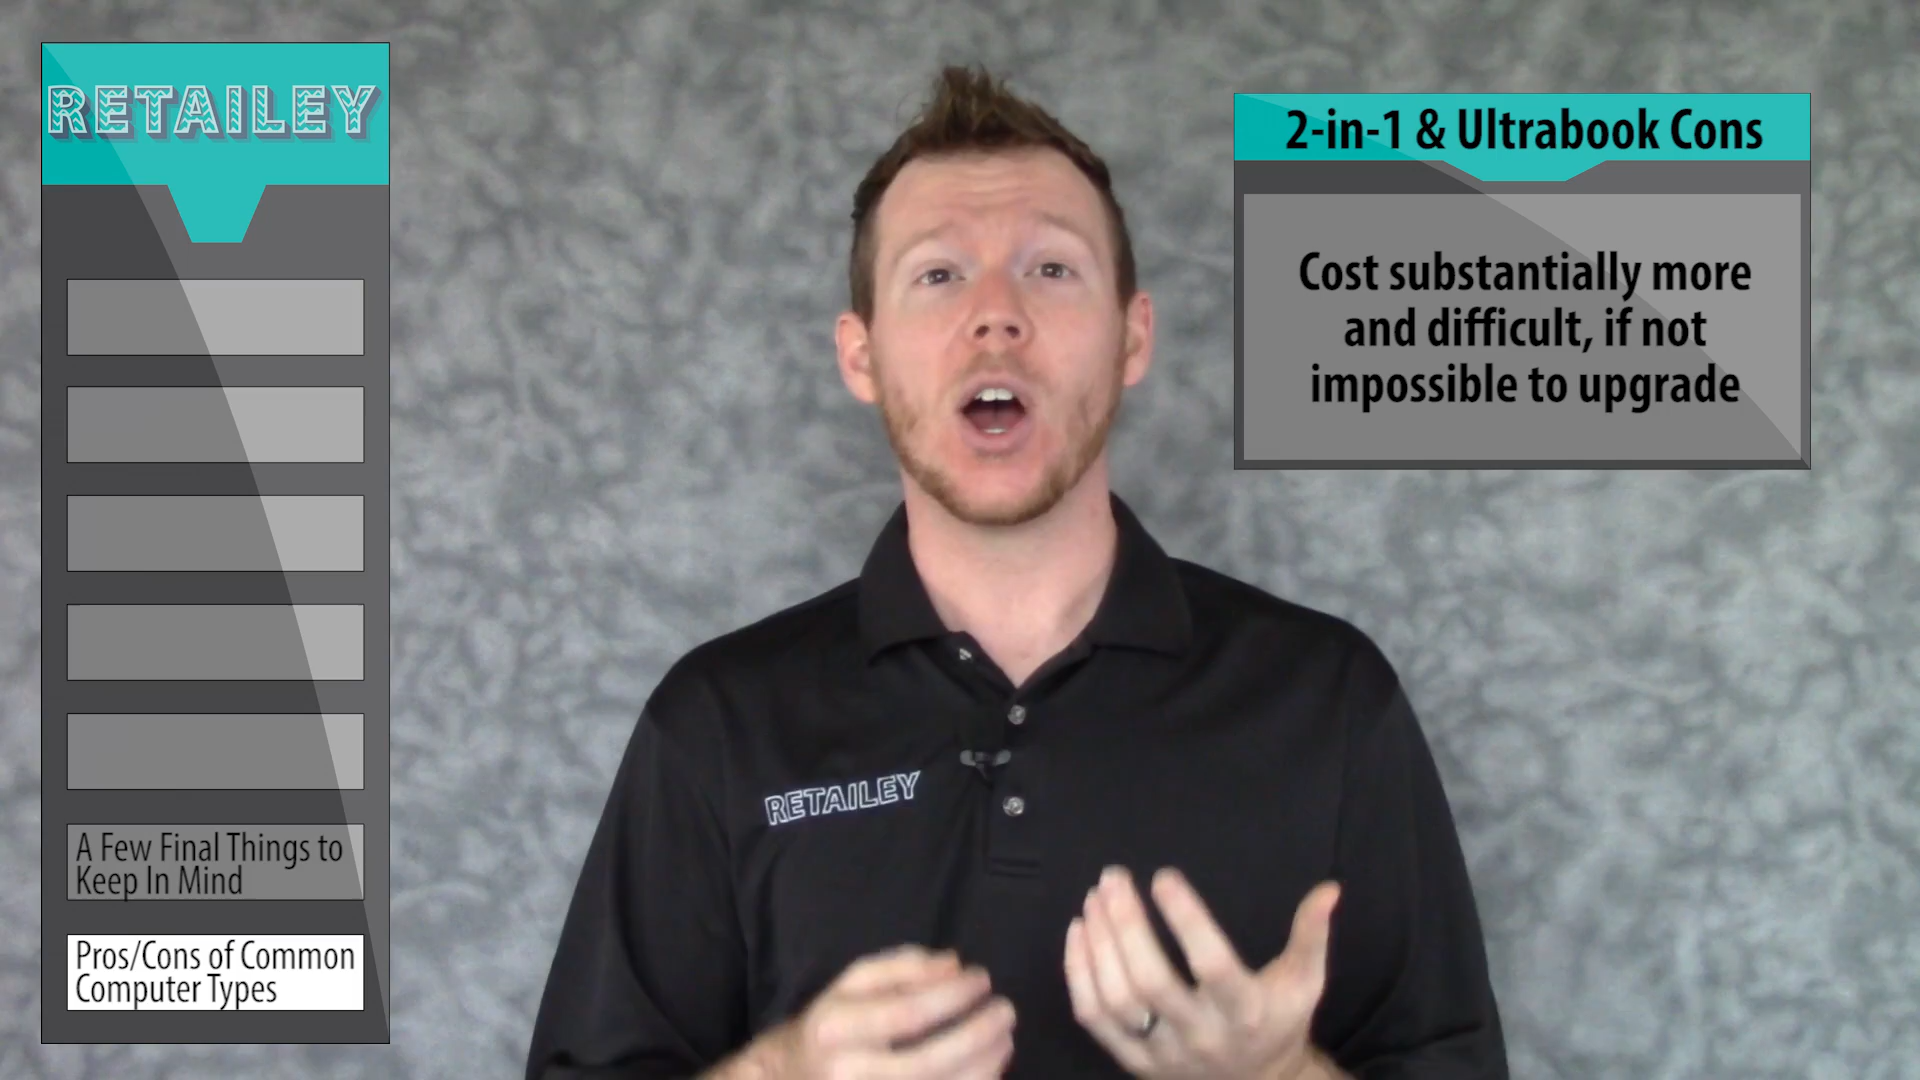 RETAILEY
A Few Final Things to
Keep In Mind
Pros/Cons of Common
Computer Types
2-in-1 & Ultrabook Cons
Cost substantially more
and difficult, if not
impossible to upgrade
RETAILEY